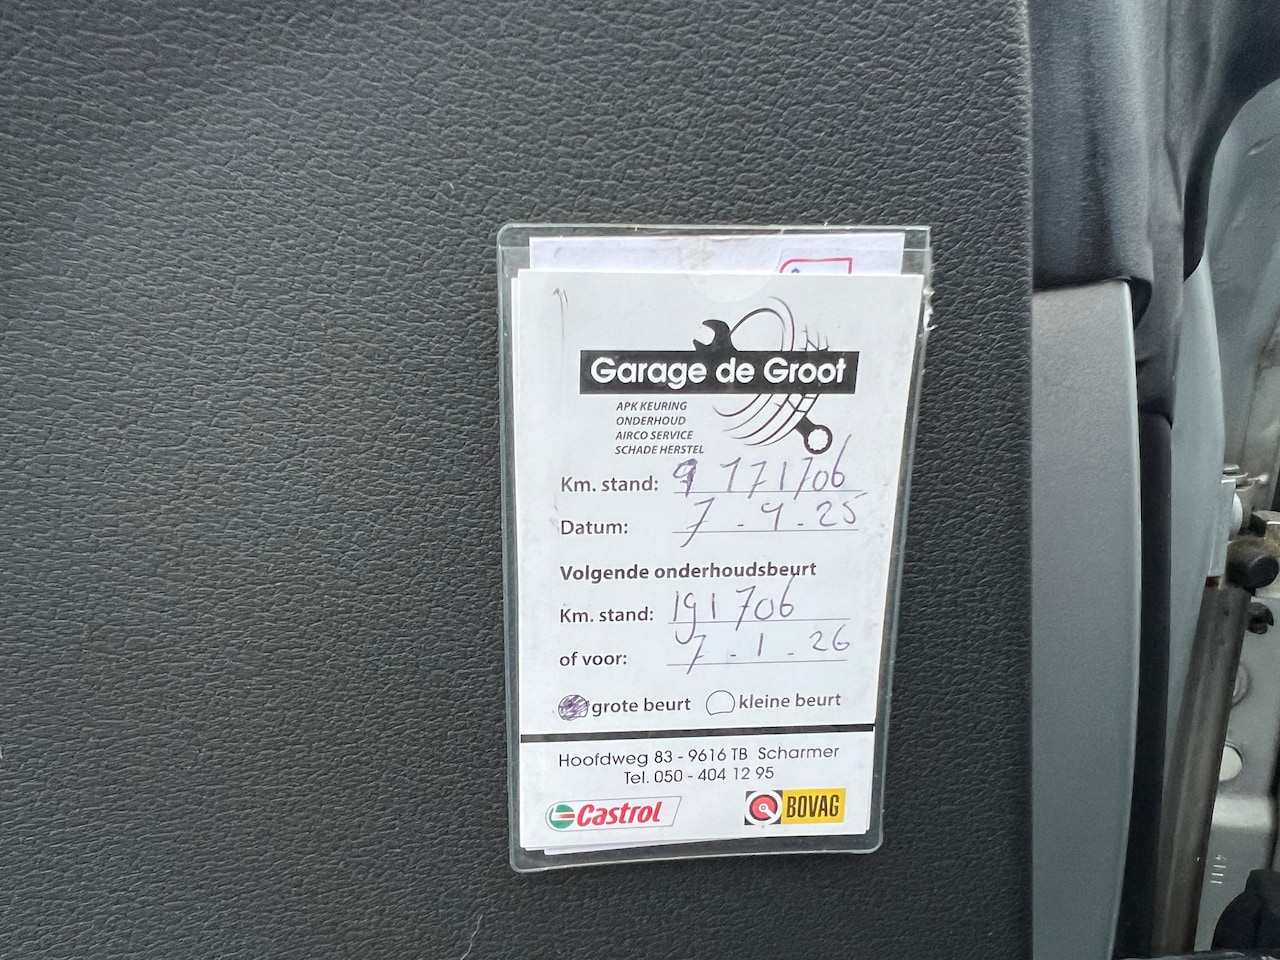 Garage de Groot
APK KEURING
ONDERHOUD
AIRCO SERVICE
SCHADE HERSTEL
Km. stand: 171706
Datum: 7-9-25
Volgende onderhoudsbeurt
Km. stand: 191706
of voor: 7-1-26
grote beurt kleine beurt
Hoofdweg 83 - 9616 TB Scharmer
Tel. 050 - 404 12 95
Castrol BOVAG